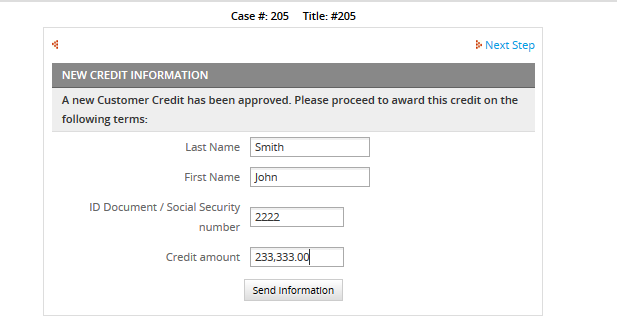 Case #: 205 Title: #205
Next Step
NEW CREDIT INFORMATION
A new Customer Credit has been approved. Please proceed to award this credit on the
following terms:
Last Name Smith
First Name John
ID Document / Social Security
number 2222
Credit amount 233,333.00
Send Information